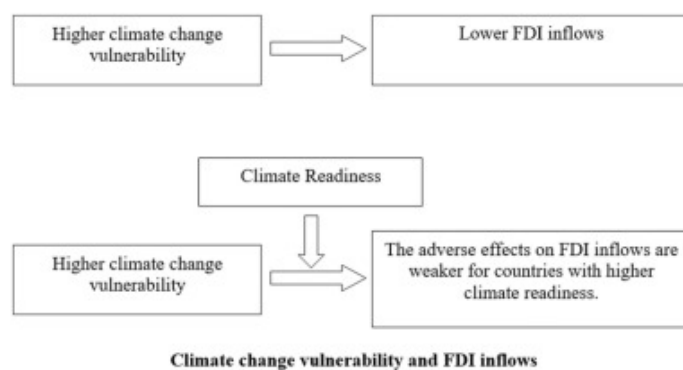 Higher climate change
vulnerability
Lower FDI inflows
Climate Readiness
Higher climate change
vulnerability
The adverse effects on FDI inflows are
weaker for countries with higher
climate readiness.
Climate change vulnerability and FDI inflows